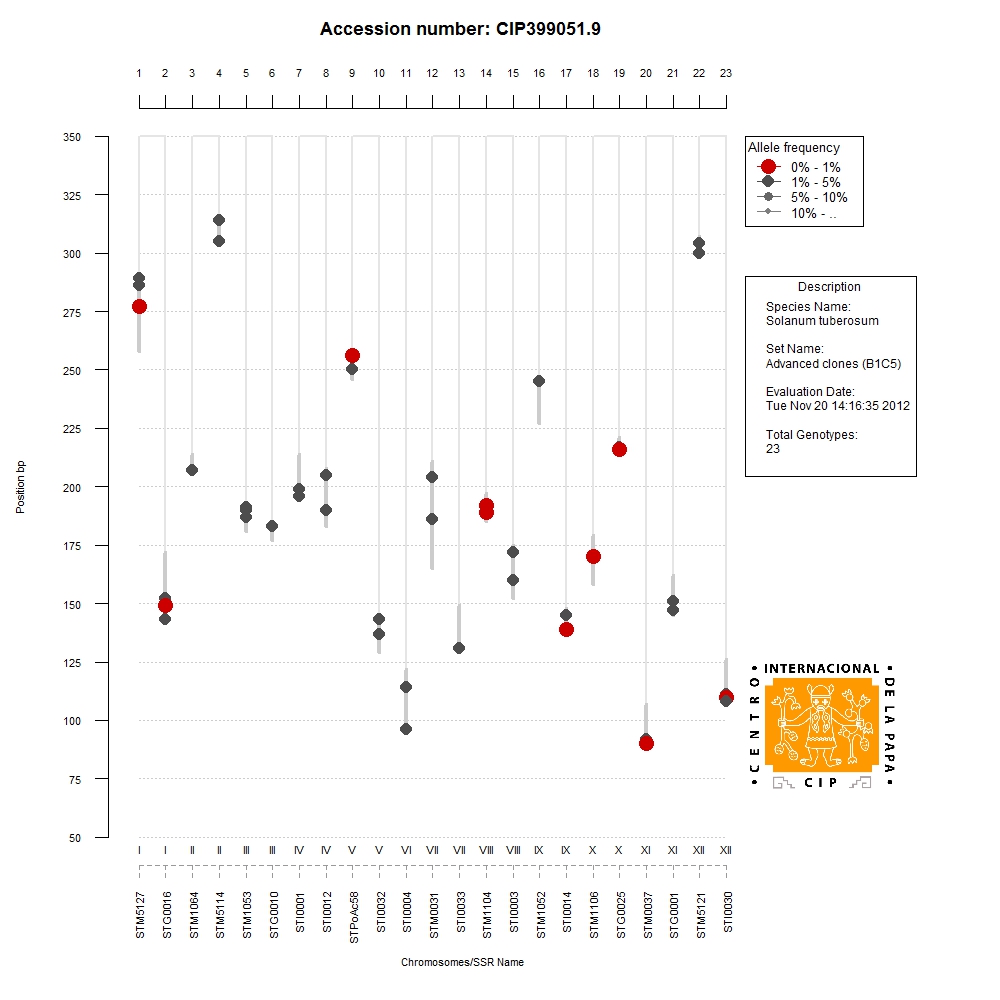 Accession number: CIP399051.9
1 2 3 4 5 6 7 8 9 10 11 12 13 14 15 16 17 18 19 20 21 22 23
350
325
300
275
250
225
200
175
150
125
100
75
50
Position bp
Allele frequency
0% - 1%
1% - 5%
5% - 10%
10% - ..
Description
Species Name:
Solanum tuberosum
Set Name:
Advanced clones (B1C5)
Evaluation Date:
Tue Nov 20 14:16:35 2012
Total Genotypes:
23
• INTERNACIONAL •
CENTRO •
DE LA PAPA •
CIP
I I II II III III IV IV V V VI VII VII VIII VIII IX IX X X XI XI XII XII
STM5127
STG0016
STM1064
STM5114
STM1053
STG0010
STI0001
STI0012
STPoAc58
STI0032
STI0004
STM0031
STI0033
STM1104
STI0003
STM1052
STI0014
STM1106
STG0025
STM0037
STG0001
STM5121
STI0030
Chromosomes/SSR Name